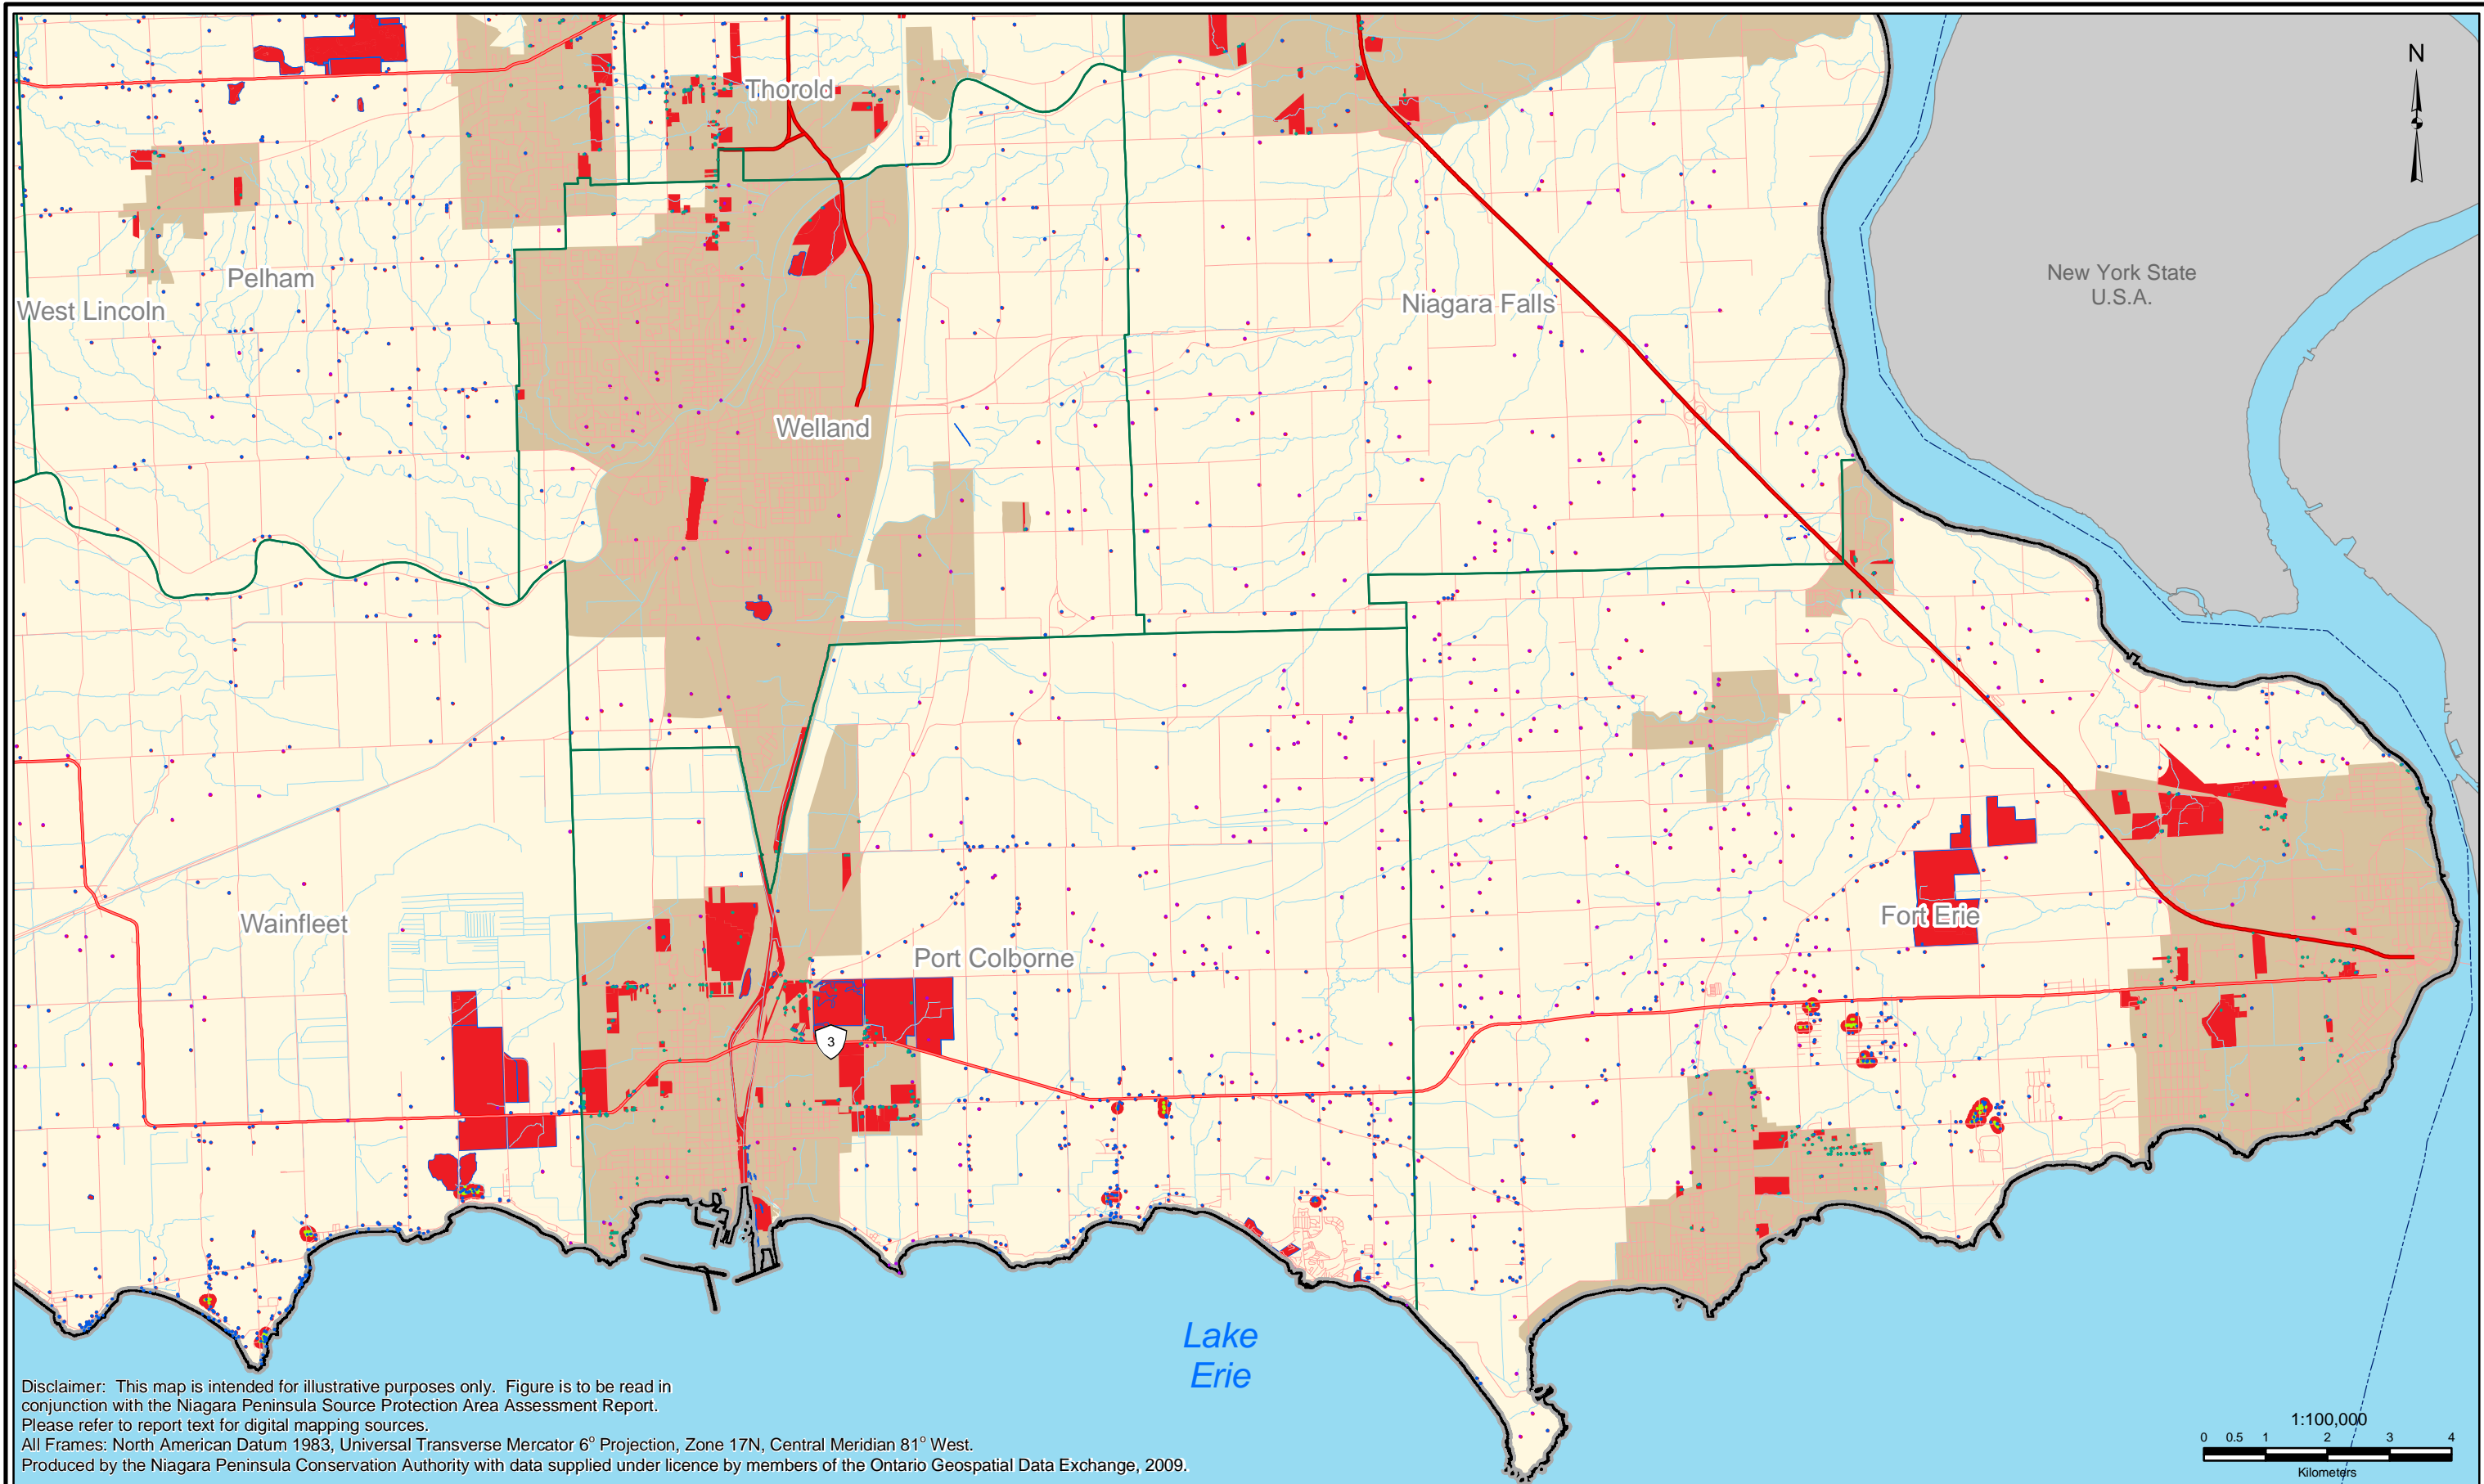 N
Thorold
New York State
U.S.A.
Pelham
West Lincoln
Niagara Falls
Welland
Wainfleet
Fort Erie
Port Colborne
3
Lake
Erie
Disclaimer: This map is intended for illustrative purposes only. Figure is to be read in
conjunction with the Niagara Peninsula Source Protection Area Assessment Report.
Please refer to report text for digital mapping sources.
All Frames: North American Datum 1983, Universal Transverse Mercator 6° Projection, Zone 17N, Central Meridian 81° West.
Produced by the Niagara Peninsula Conservation Authority with data supplied under licence by members of the Ontario Geospatial Data Exchange, 2009.
1:100,000
0 0.5 1 2 3 4
Kilometers